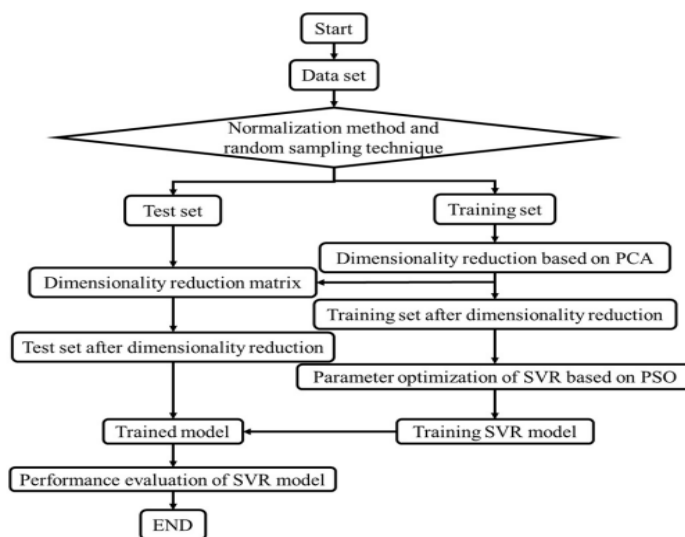 Start
Data set
Normalization method and
random sampling technique
Test set
Training set
Dimensionality reduction based on PCA
Dimensionality reduction matrix
Training set after dimensionality reduction
Test set after dimensionality reduction
Parameter optimization of SVR based on PSO
Trained model
Training SVR model
Performance evaluation of SVR model
END